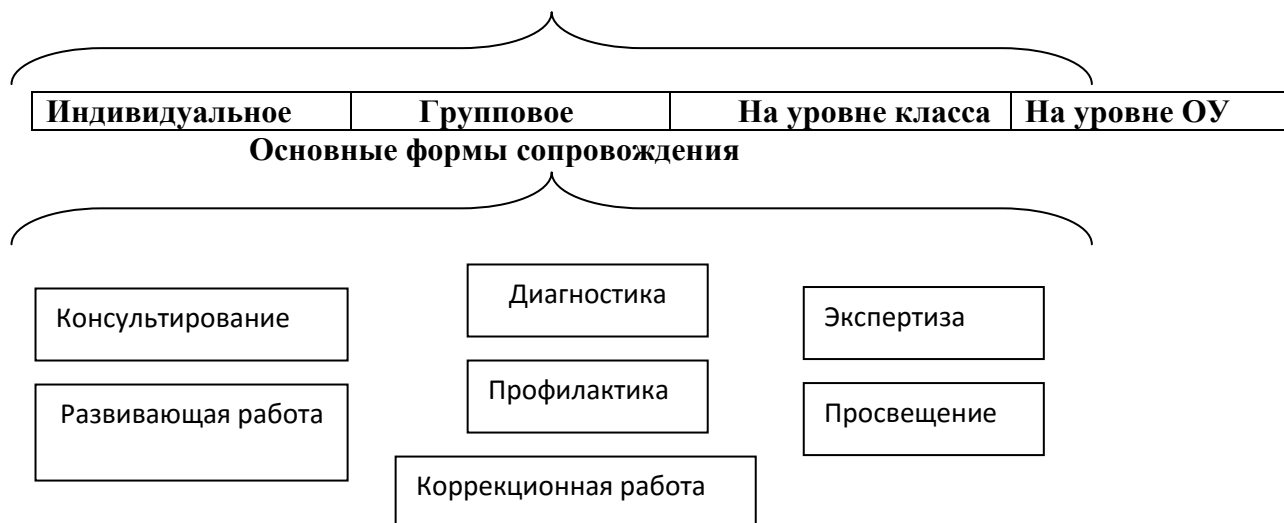 Индивидуальное Групповое На уровне класса На уровне ОУ
Основные формы сопровождения
Диагностика
Консультирование
Экспертиза
Профилактика
Развивающая работа
Просвещение
Коррекционная работа